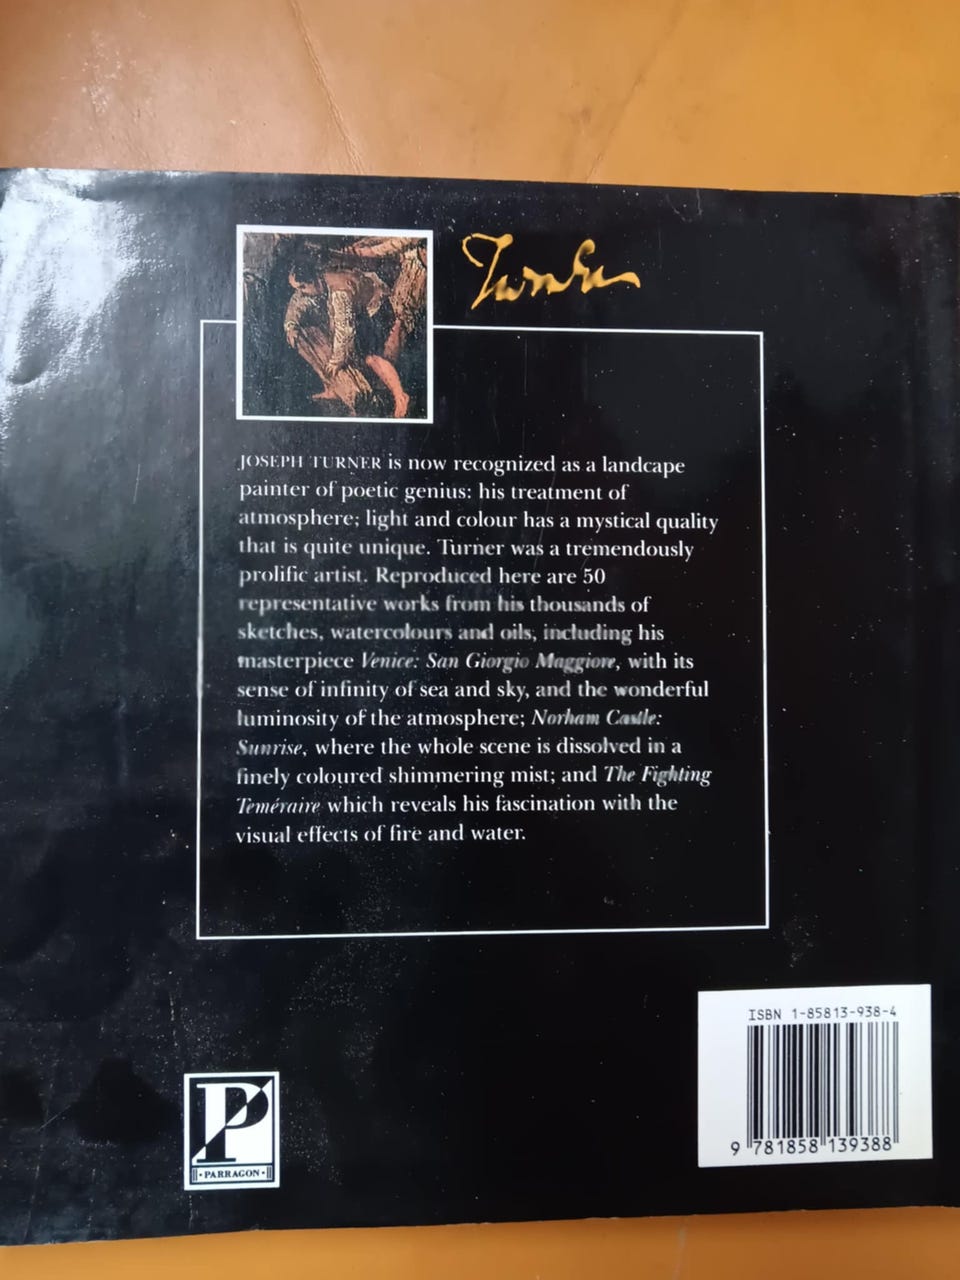 Turner
JOSEPH TURNER is now recognized as a landcape
painter of poetic genius: his treatment of
atmosphere; light and colour has a mystical quality
that is quite unique. Turner was a tremendously
prolific artist. Reproduced here are 50
representative works from his thousands of
sketches, watercolours and oils, including his
masterpiece Venice: San Giorgio Maggiore, with its
sense of infinity of sea and sky, and the wonderful
luminosity of the atmosphere; Norham Castle:
Sunrise, where the whole scene is dissolved in a
finely coloured shimmering mist; and The Fighting
Teméraire which reveals his fascination with the
visual effects of fire and water.
ISBN 1-85813-938-4
9 781858 139388
P
PARRAGON